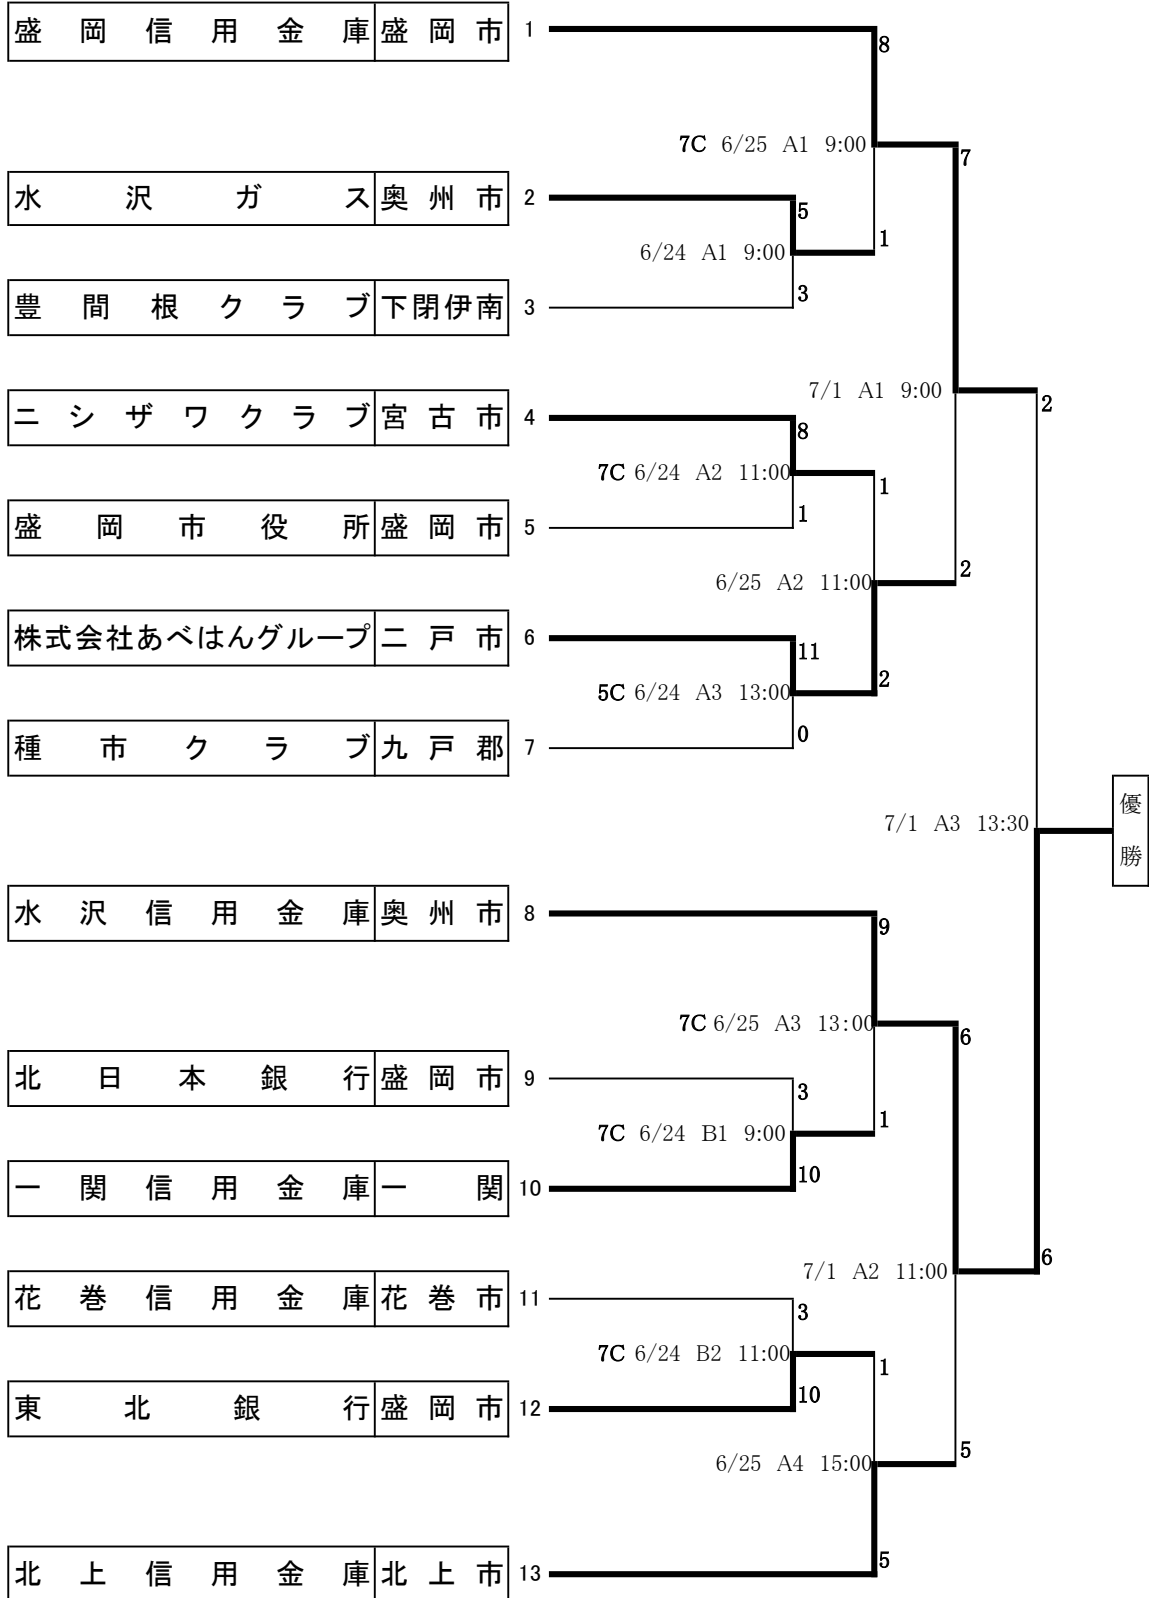 盛岡信用金庫 盛岡市 1
8
7C 6/25 A1 9:00
7
水沢ガス 奥州市 2
5
1
6/24 A1 9:00
3
豊間根クラブ 下閉伊南 3
7/1 A1 9:00
2
ニシザワクラブ 宮古市 4
8
7C 6/24 A2 11:00
1
1
盛岡市役所 盛岡市 5
2
6/25 A2 11:00
株式会社あべはんグループ 二戸市 6
11
2
5C 6/24 A3 13:00
0
種市クラブ 九戸郡 7
優勝
7/1 A3 13:30
水沢信用金庫 奥州市 8
9
7C 6/25 A3 13:00
6
北日本銀行 盛岡市 9
3
1
7C 6/24 B1 9:00
10
一関信用金庫 一関 10
6
7/1 A2 11:00
花巻信用金庫 花巻市 11
3
7C 6/24 B2 11:00
1
10
東北銀行 盛岡市 12
5
6/25 A4 15:00
5
北上信用金庫 北上市 13